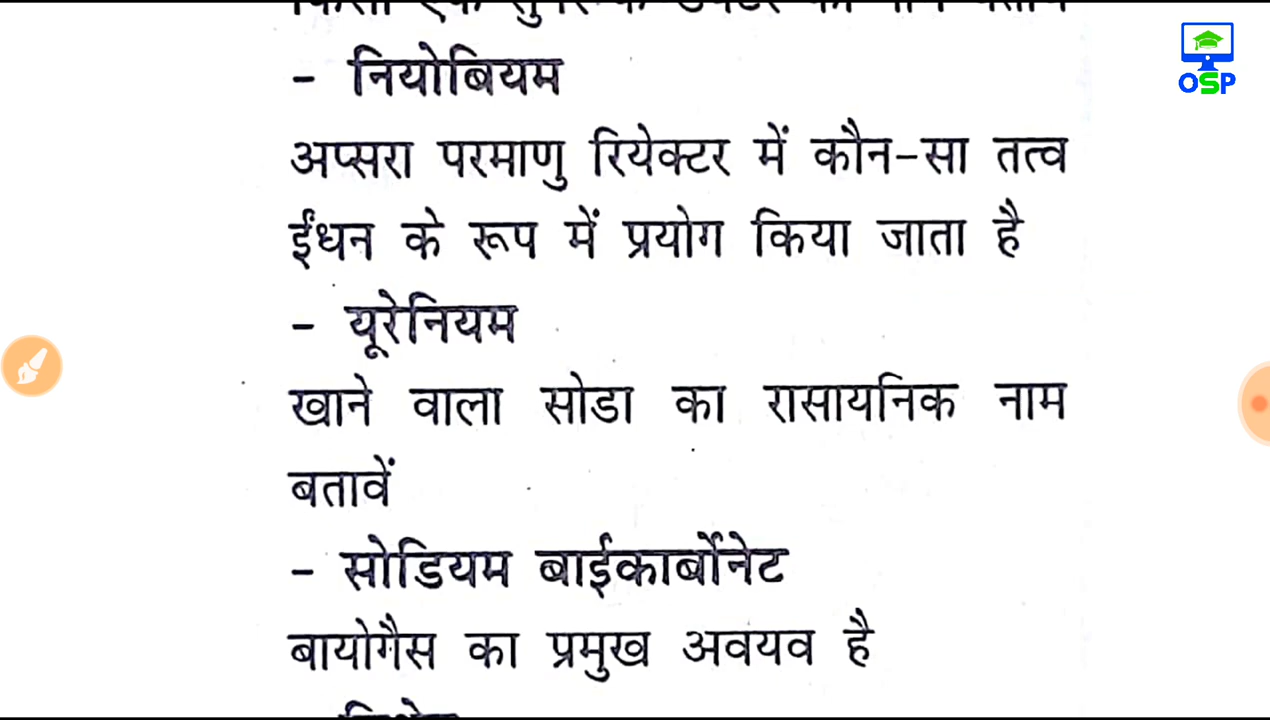 - नियोबियम
OSP
अप्सरा परमाणु रियेक्टर में कौन-सा तत्व
ईंधन के रूप में प्रयोग किया जाता है
- यूरेनियम
खाने वाला सोडा का रासायनिक नाम
बतावें
- सोडियम बाईकार्बोनेट
बायोगैस का प्रमुख अवयव है